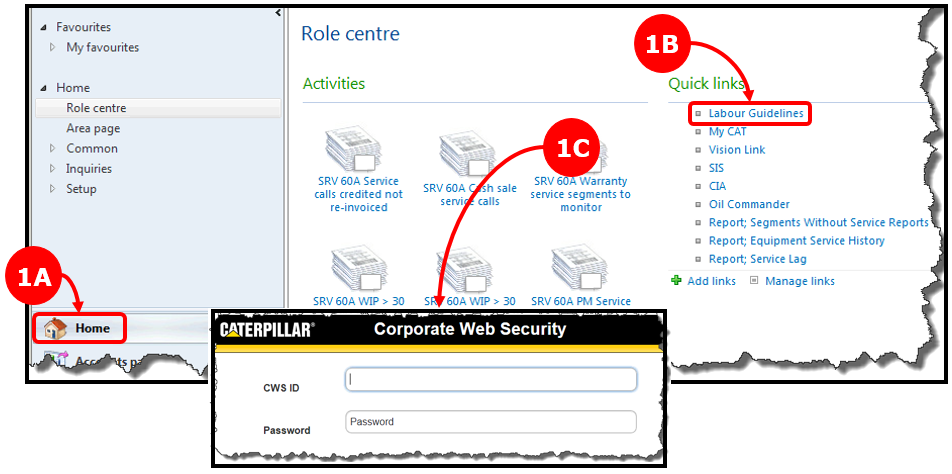 Favourites
My favourites
Home
Role centre
Area page
Common
Inquiries
Setup
1A
Home
Role centre
Activities
SRV 60A Service
calls credited not
re-invoiced
SRV 60A Cash sale
service calls
1C
SRV 60A Warranty
service segments to
monitor
SRV 60A WIP > 30
SRV 60A WIP > 30
SRV 60A PM Service
1B
Quick links
Labour Guidelines
My CAT
Vision Link
SIS
CIA
Oil Commander
Report; Segments Without Service Reports
Report; Equipment Service History
Report; Service Lag
Add links
Manage links
CATERPILLAR®
Corporate Web Security
CWS ID
Password
Password